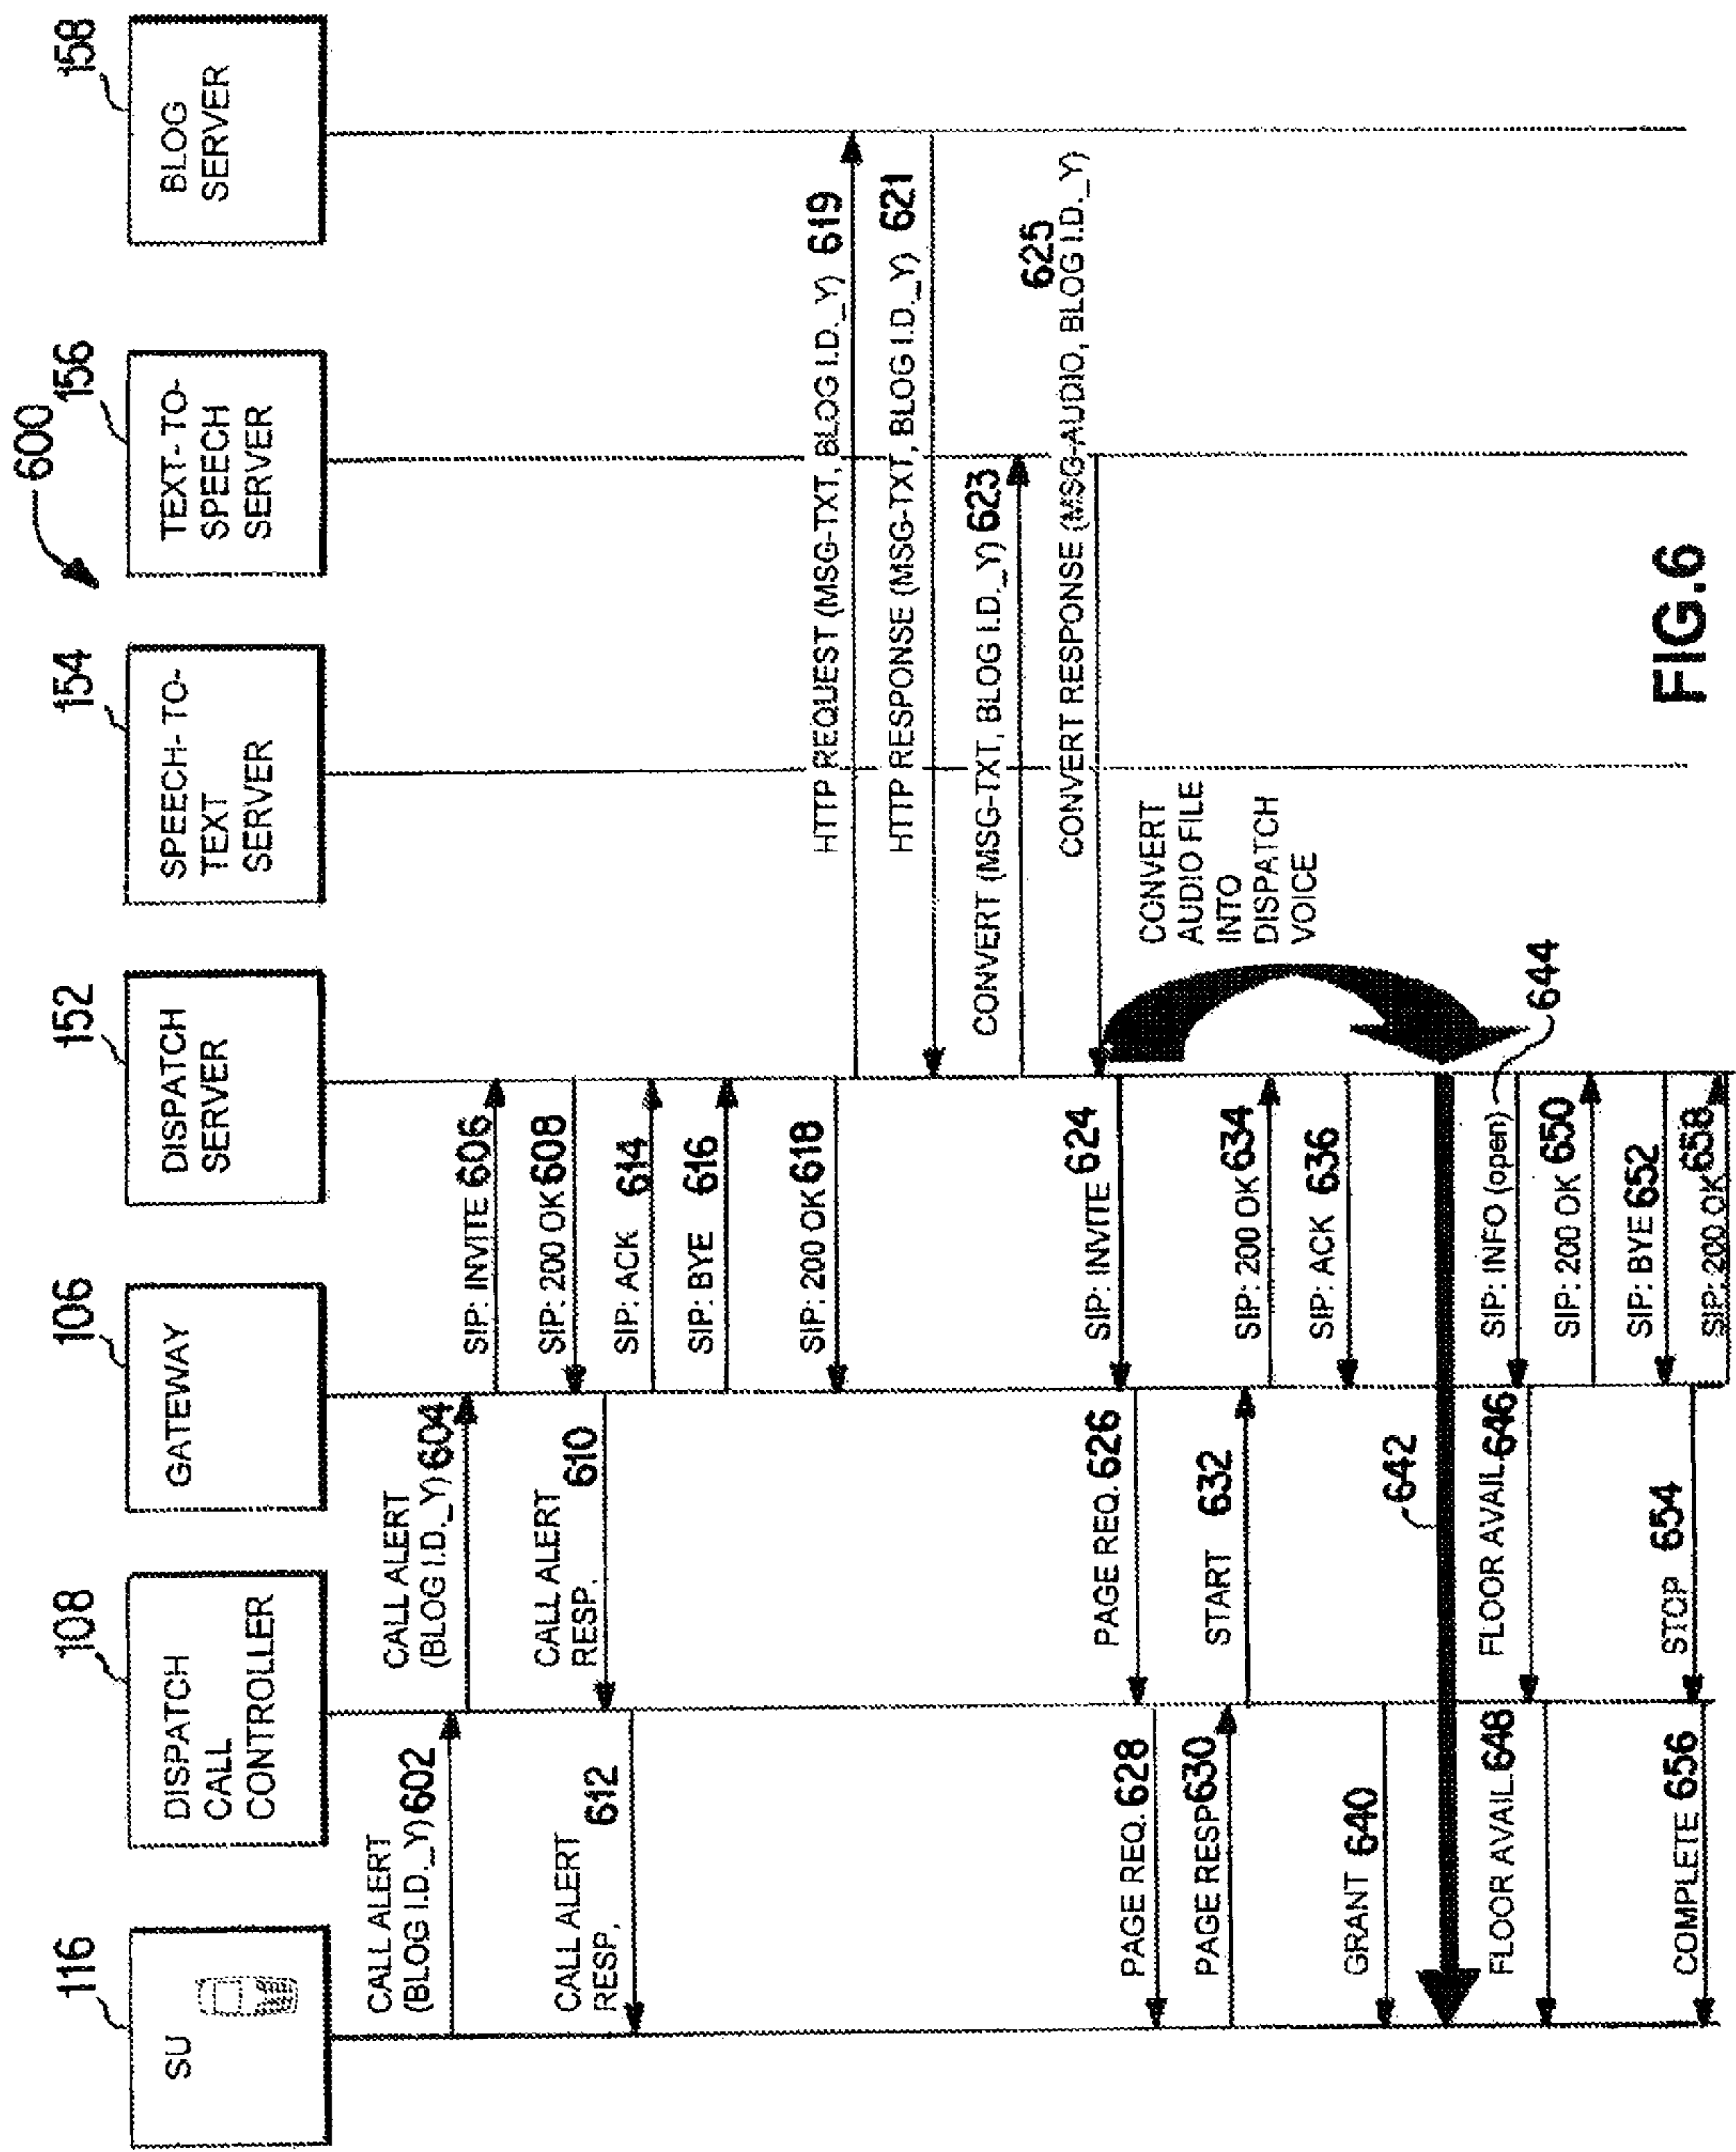 600
116
SU
108
DISPATCH
CALL
CONTROLLER
106
GATEWAY
152
DISPATCH
SERVER
154
SPEECH-TO-
TEXT
SERVER
156
TEXT-TO-
SPEECH
SERVER
158
BLOG
SERVER
CALL ALERT
(BLOG I.D._Y) 602
CALL ALERT
(BLOG I.D._Y) 604
SIP: INVITE 606
SIP: 200 OK 608
CALL ALERT
RESP.
610
CALL ALERT
RESP.
612
SIP: ACK 614
SIP: BYE 616
SIP: 200 OK 618
HTTP REQUEST (MSG-TXT, BLOG I.D._Y) 619
HTTP RESPONSE (MSG-TXT, BLOG I.D._Y) 621
CONVERT (MSG-TXT, BLOG I.D._Y) 623
625
CONVERT RESPONSE (MSG-AUDIO, BLOG I.D._Y)
SIP: INVITE 624
CONVERT
AUDIO FILE
INTO
DISPATCH
VOICE
PAGE REQ. 626
PAGE REQ. 628
PAGE RESP 630
START 632
SIP: 200 OK 634
SIP: ACK 636
GRANT 640
642
SIP: INFO (open)
644
FLOOR AVAIL. 646
FLOOR AVAIL. 648
SIP: 200 OK 650
SIP: BYE 652
STOP 654
COMPLETE 656
SIP: 200 OK 658
FIG.6